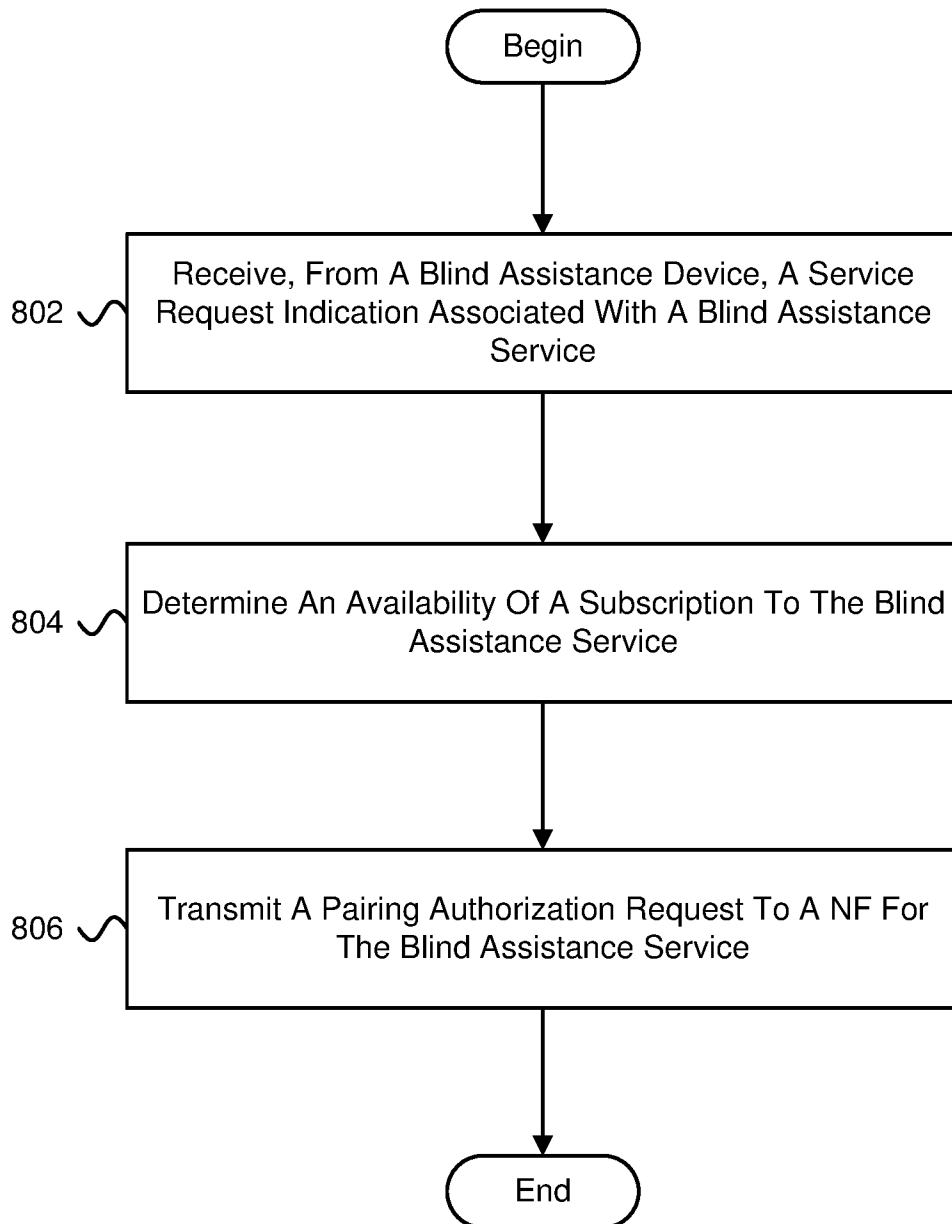 Begin
Receive, From A Blind Assistance Device, A Service
Request Indication Associated With A Blind Assistance
Service
802
Determine An Availability Of A Subscription To The Blind
Assistance Service
804
Transmit A Pairing Authorization Request To A NF For
The Blind Assistance Service
806
End